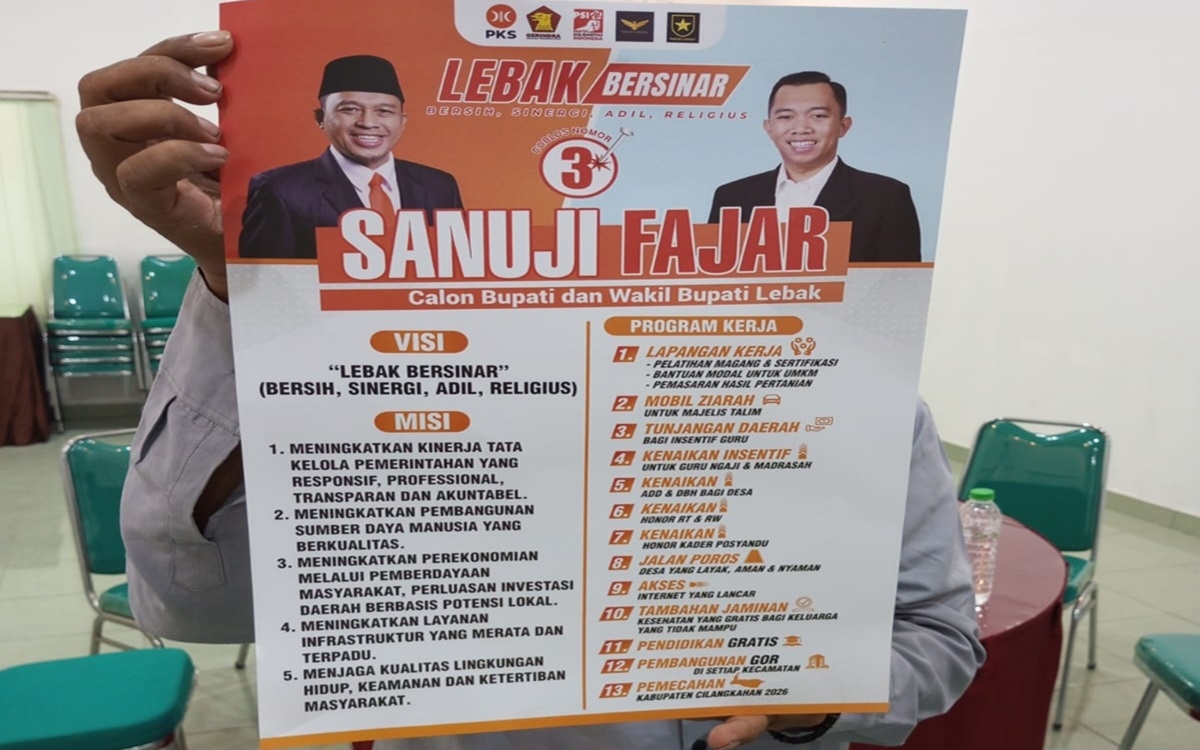 PKS
GERINDRA
PSI
LEBAK BERSINAR
BERSIH, SINERGI, ADIL, RELIGIUS
COBLOS NOMOR
3
SANUJI FAJAR
Calon Bupati dan Wakil Bupati Lebak
VISI
“LEBAK BERSINAR”
(BERSIH, SINERGI, ADIL, RELIGIUS)
MISI
1. MENINGKATKAN KINERJA TATA
KELOLA PEMERINTAHAN YANG
RESPONSIF, PROFESSIONAL,
TRANSPARAN DAN AKUNTABEL.
2. MENINGKATKAN PEMBANGUNAN
SUMBER DAYA MANUSIA YANG
BERKUALITAS.
3. MENINGKATKAN PEREKONOMIAN
MELALUI PEMBERDAYAAN
MASYARAKAT, PERLUASAN INVESTASI
DAERAH BERBASIS POTENSI LOKAL.
4. MENINGKATKAN LAYANAN
INFRASTRUKTUR YANG MERATA DAN
TERPADU.
5. MENJAGA KUALITAS LINGKUNGAN
HIDUP, KEAMANAN DAN KETERTIBAN
MASYARAKAT.
PROGRAM KERJA
1. LAPANGAN KERJA
- PELATIHAN MAGANG & SERTIFIKASI
- BANTUAN MODAL UNTUK UMKM
- PEMASARAN HASIL PERTANIAN
2. MOBIL ZIARAH
UNTUK MAJELIS TALIM
3. TUNJANGAN DAERAH
BAGI INSENTIF GURU
4. KENAIKAN INSENTIF
UNTUK GURU NGAJI & MADRASAH
5. KENAIKAN
ADD & DBH BAGI DESA
6. KENAIKAN
HONOR RT & RW
7. KENAIKAN
HONOR KADER POSYANDU
8. JALAN POROS
DESA YANG LAYAK, AMAN & NYAMAN
9. AKSES
INTERNET YANG LANCAR
10. TAMBAHAN JAMINAN
KESEHATAN YANG GRATIS BAGI KELUARGA
YANG TIDAK MAMPU
11. PENDIDIKAN GRATIS
12. PEMBANGUNAN GOR
DI SETIAP KECAMATAN
13. PEMECAHAN
KABUPATEN CILANGKAHAN 2026